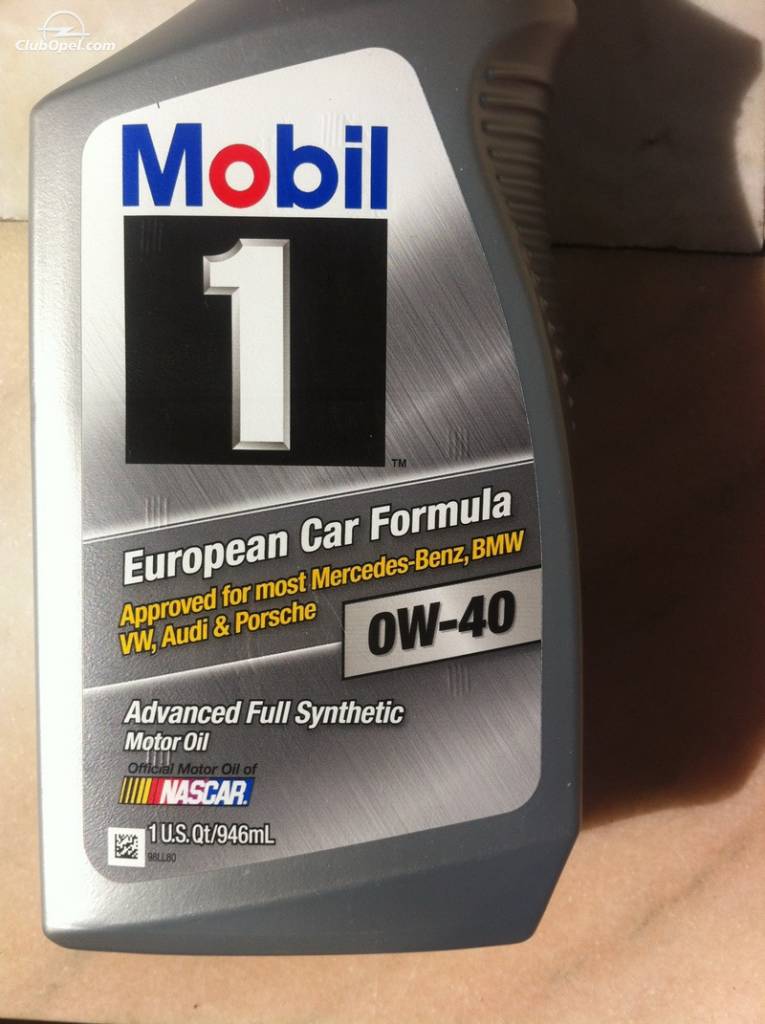 ClubOpel.com
Mobil
1
TM
European Car Formula
Approved for most Mercedes-Benz, BMW
VW, Audi & Porsche
0W-40
Advanced Full Synthetic
Motor Oil
Official Motor Oil of
NASCAR.
1 U.S. Qt/946mL
98LL80